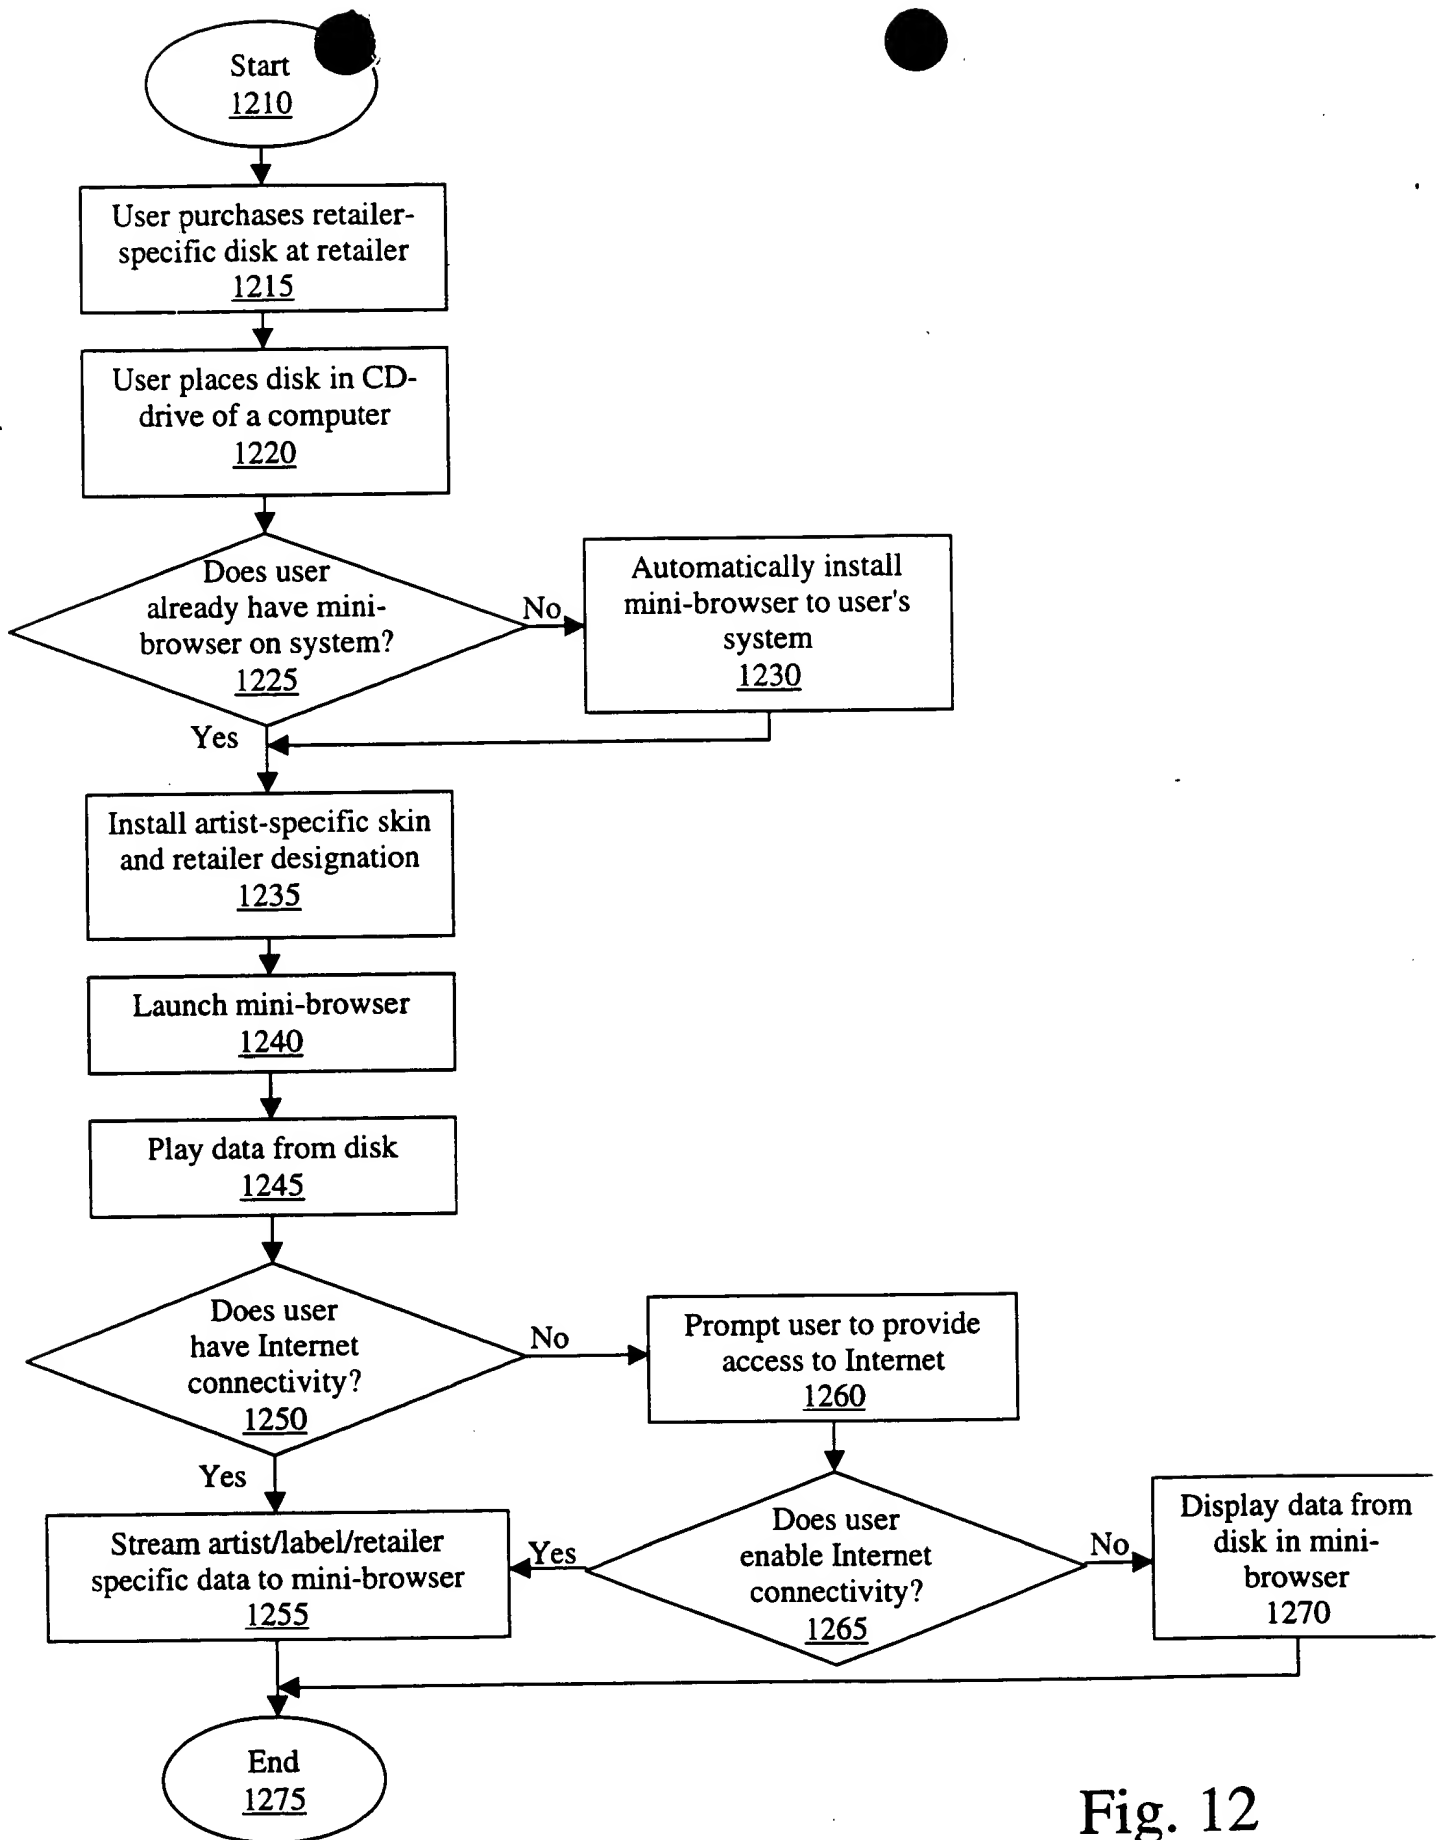 Start
1210
User purchases retailer-
specific disk at retailer
1215
User places disk in CD-
drive of a computer
1220
Does user
already have mini-
browser on system?
1225
No
Automatically install
mini-browser to user's
system
1230
Yes
Install artist-specific skin
and retailer designation
1235
Launch mini-browser
1240
Play data from disk
1245
Does user
have Internet
connectivity?
1250
No
Prompt user to provide
access to Internet
1260
Yes
Stream artist/label/retailer
specific data to mini-browser
1255
Yes
Does user
enable Internet
connectivity?
1265
No
Display data from
disk in mini-
browser
1270
End
1275
Fig. 12